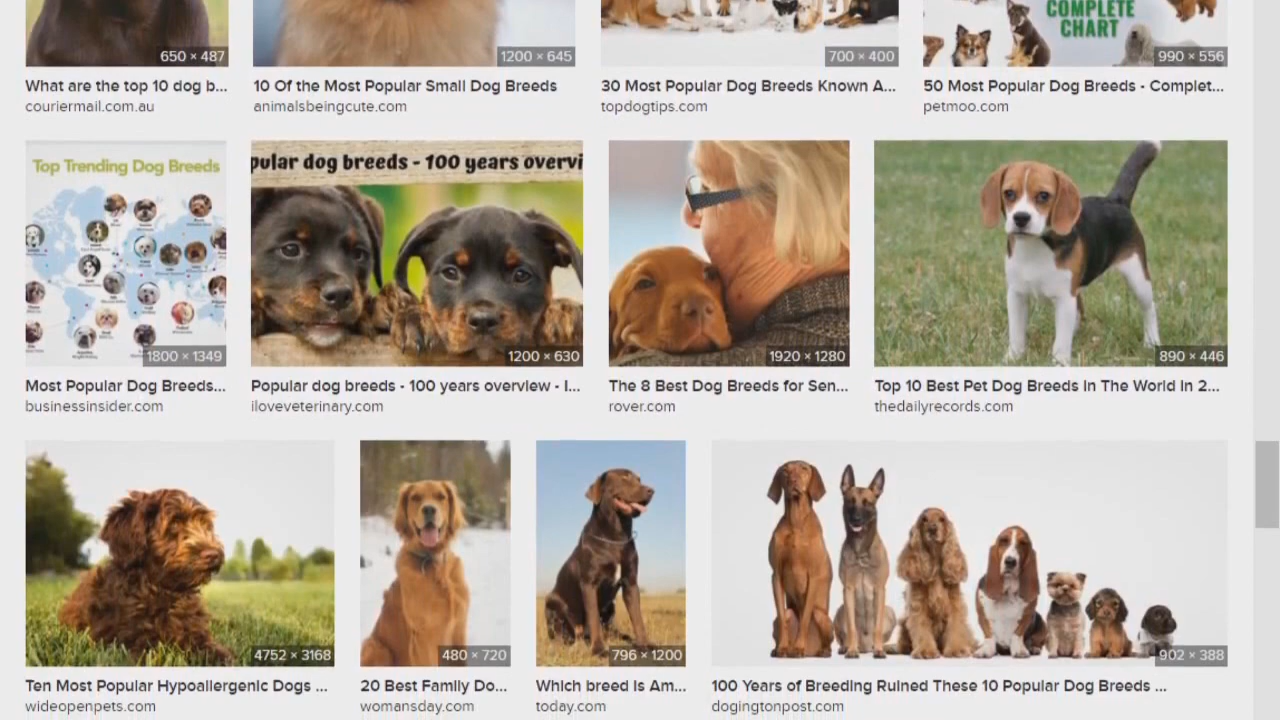 COMPLETE
CHART
650 × 487
1200 × 645
700 × 400
990 × 556
What are the top 10 dog b...
10 Of the Most Popular Small Dog Breeds
30 Most Popular Dog Breeds Known A...
50 Most Popular Dog Breeds - Complet...
couriermail.com.au
animalsbeingcute.com
topdogtips.com
petmoo.com
Top Trending Dog Breeds
pular dog breeds - 100 years overvi
1800 × 1349
1200 × 630
1920 × 1280
890 × 446
Most Popular Dog Breeds...
Popular dog breeds - 100 years overview - I...
The 8 Best Dog Breeds for Sen...
Top 10 Best Pet Dog Breeds In The World In 2...
businessinsider.com
iloveveterinary.com
rover.com
thedailyrecords.com
4752 × 3168
480 × 720
796 × 1200
902 × 388
Ten Most Popular Hypoallergenic Dogs ...
20 Best Family Do...
Which breed is Am...
100 Years of Breeding Ruined These 10 Popular Dog Breeds ...
wideopenpets.com
womansday.com
today.com
dogingtonpost.com